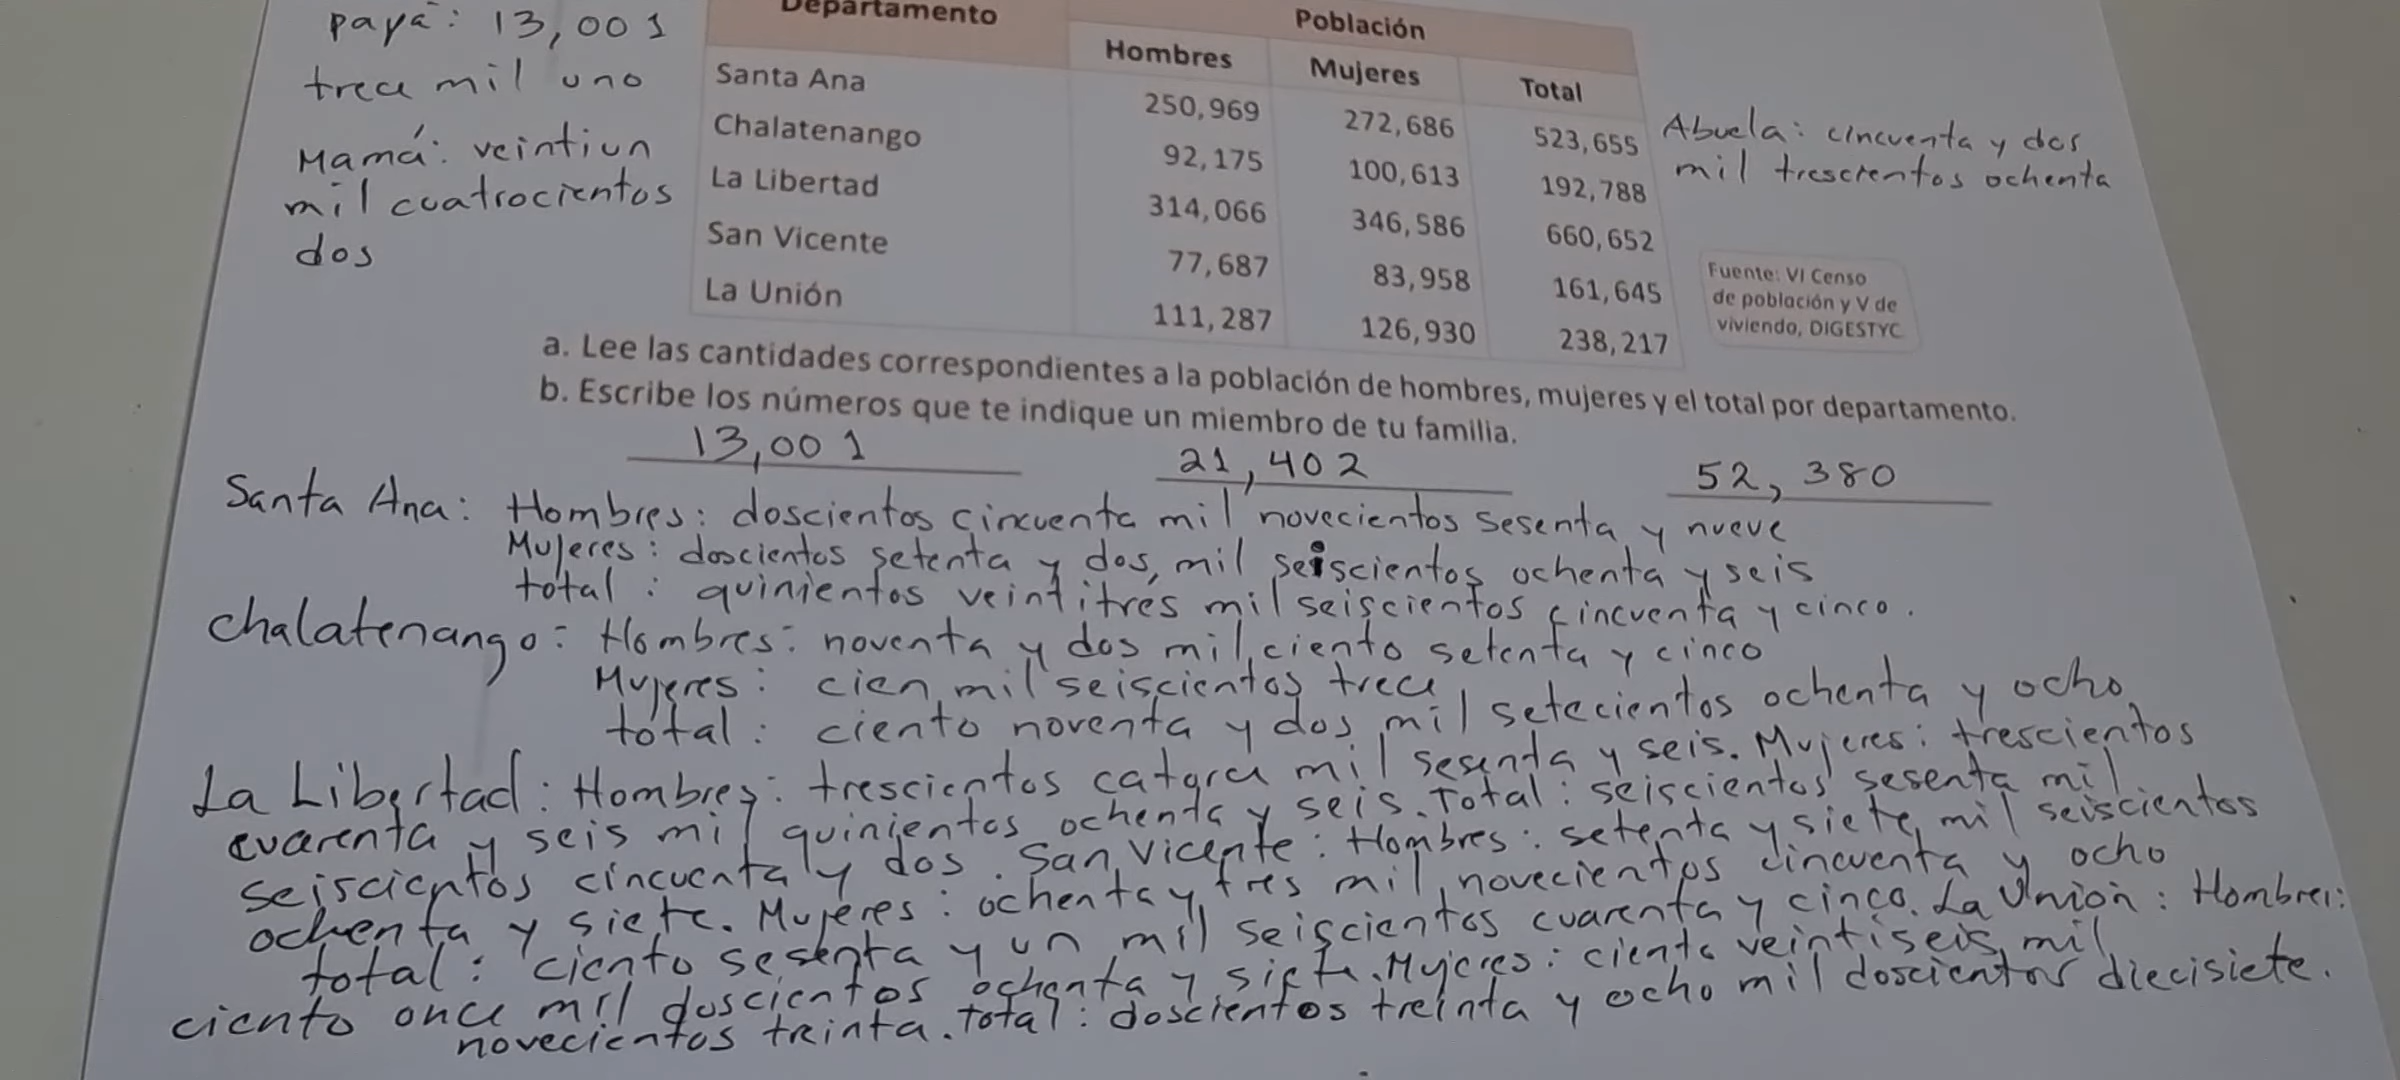 papá: 13,001
trece mil uno
Mamá: veintiun
mil cuatrocientos
dos
Departamento Población
Hombres Mujeres Total
Santa Ana 250,969 272,686 523,655
Chalatenango 92,175 100,613 192,788
La Libertad 314,066 346,586 660,652
San Vicente 77,687 83,958 161,645
La Unión 111,287 126,930 238,217
Abuela: cincuenta y dos
mil trescientos ochenta
Fuente: VI Censo
de población y V de
viviendo, DIGESTYC
a. Lee las cantidades correspondientes a la población de hombres, mujeres y el total por departamento.
b. Escribe los números que te indique un miembro de tu familia.
13,001 21,402 52,380
Santa Ana: Hombres: doscientos cincuenta mil novecientos sesenta y nueve
Mujeres: doscientos setenta y dos mil seiscientos ochenta y seis
total: quinientos veintitrés mil seiscientos cincuenta y cinco.
chalatenango: Hombres: noventa y dos mil ciento setenta y cinco
Mujeres: cien mil seiscientos trece
total: ciento noventa y dos mil setecientos ochenta y ocho
La Libertad: Hombres: trescientos catorce mil sesenta y seis. Mujeres: trescientos
cuarenta y seis mil quinientos ochenta y seis. Total: seiscientos sesenta mil
seiscientos cincuenta y dos. San Vicente: Hombres: setenta y siete mil seiscientos
ochenta y siete. Mujeres: ochenta y tres mil novecientos cincuenta y ocho
total: ciento sesenta y un mil seiscientos cuarenta y cinco. La Unión: Hombres:
ciento once mil doscientos ochenta y siete. Mujeres: ciento veintiseis mil
novecientos treinta. total: doscientos treinta y ocho mil doscientos diecisiete.